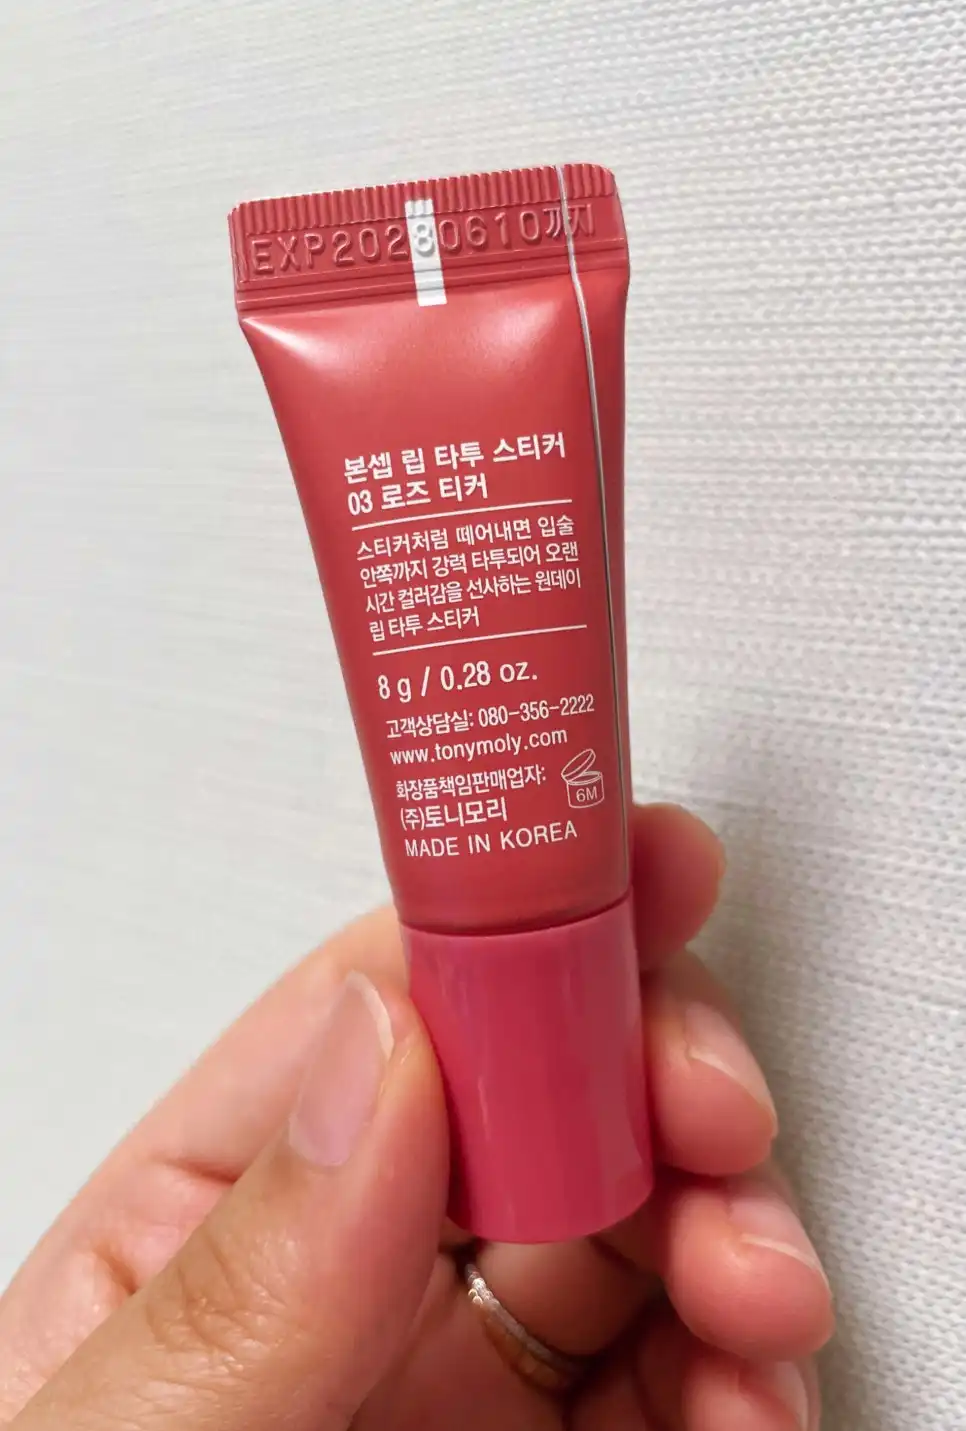 EXP20280610까지
본셉 립 타투 스티커
03 로즈 티커
스티커처럼 떼어내면 입술
안쪽까지 강력 타투되어 오랜
시간 컬러감을 선사하는 원데이
립 타투 스티커
8 g / 0.28 oz.
고객상담실: 080-356-2222
www.tonymoly.com
화장품책임판매업자:
(주)토니모리
6M
MADE IN KOREA